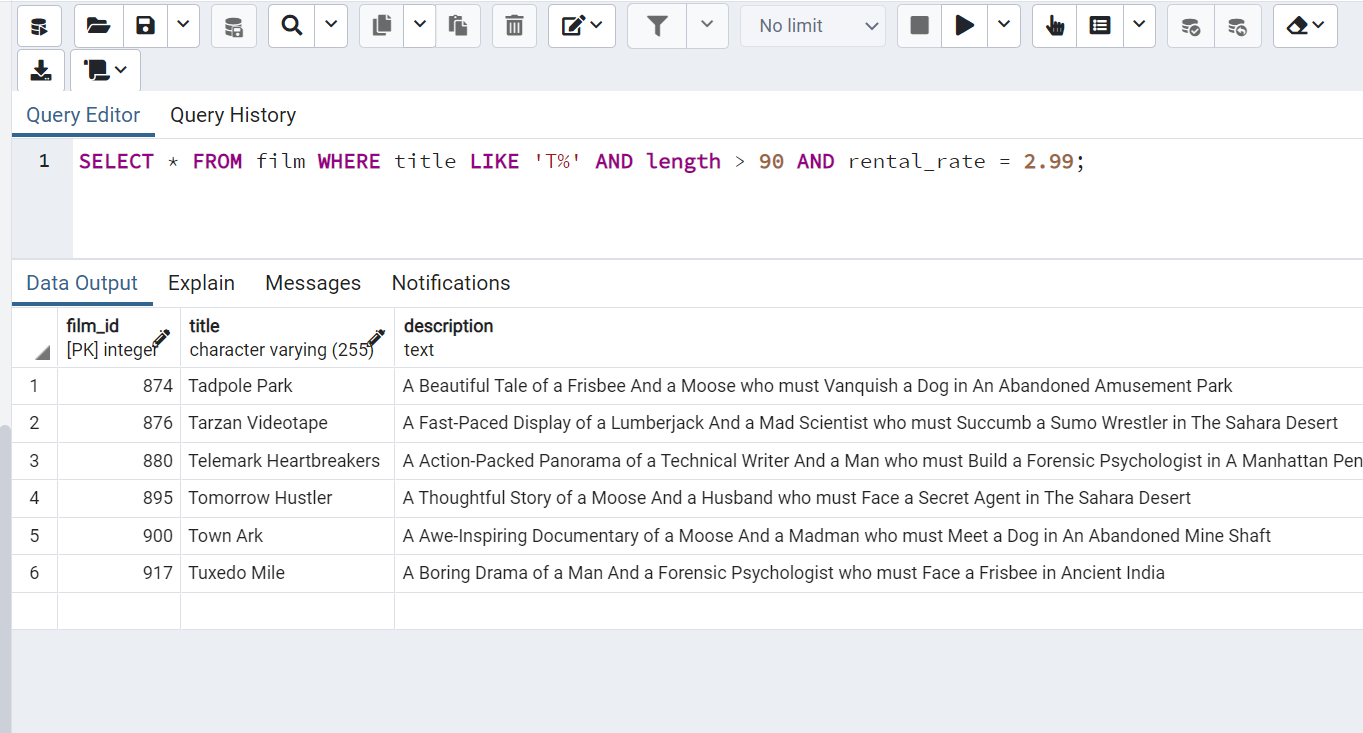 No limit
Query Editor Query History
1 SELECT * FROM film WHERE title LIKE 'T%' AND length > 90 AND rental_rate = 2.99;
Data Output Explain Messages Notifications
film_id title description
[PK] integer character varying (255) text
1 874 Tadpole Park A Beautiful Tale of a Frisbee And a Moose who must Vanquish a Dog in An Abandoned Amusement Park
2 876 Tarzan Videotape A Fast-Paced Display of a Lumberjack And a Mad Scientist who must Succumb a Sumo Wrestler in The Sahara Desert
3 880 Telemark Heartbreakers A Action-Packed Panorama of a Technical Writer And a Man who must Build a Forensic Psychologist in A Manhattan Pen
4 895 Tomorrow Hustler A Thoughtful Story of a Moose And a Husband who must Face a Secret Agent in The Sahara Desert
5 900 Town Ark A Awe-Inspiring Documentary of a Moose And a Madman who must Meet a Dog in An Abandoned Mine Shaft
6 917 Tuxedo Mile A Boring Drama of a Man And a Forensic Psychologist who must Face a Frisbee in Ancient India